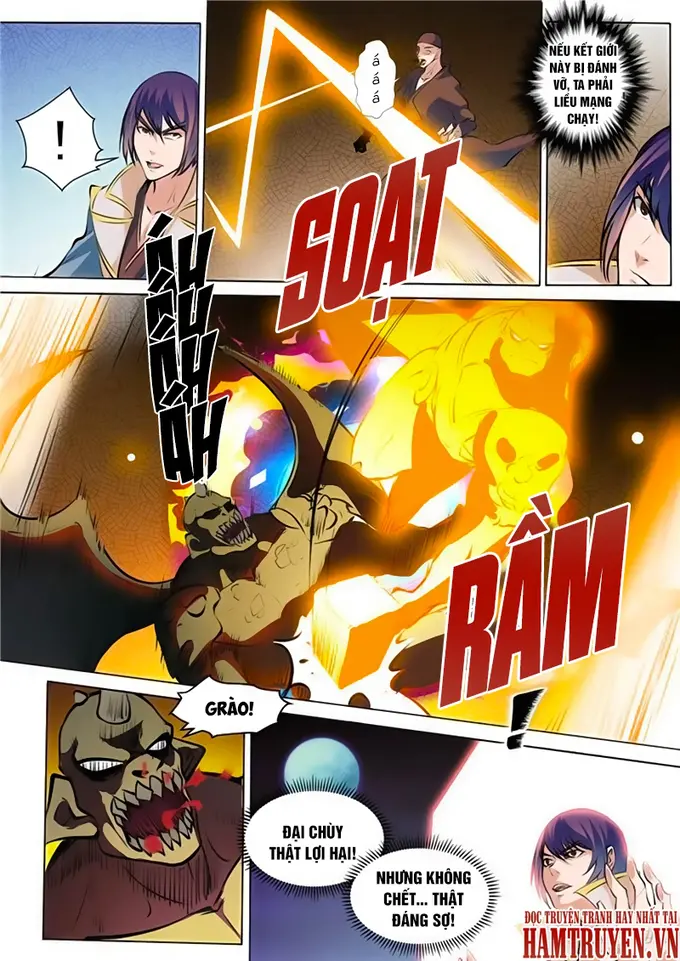 !
á
á
á
NẾU KẾT GIỚI
NÀY BỊ ĐÁNH
VỠ, TA PHẢI
LIỀU MẠNG
CHẠY!
SOẠT
RẦM
!
GRÀO!
ĐẠI CHÙY
THẬT LỢI HẠI!
NHƯNG KHÔNG
CHẾT... THẬT
ĐÁNG SỢ!
ĐỌC TRUYỆN TRANH HAY NHẤT TẠI
HAMTRUYEN.VN